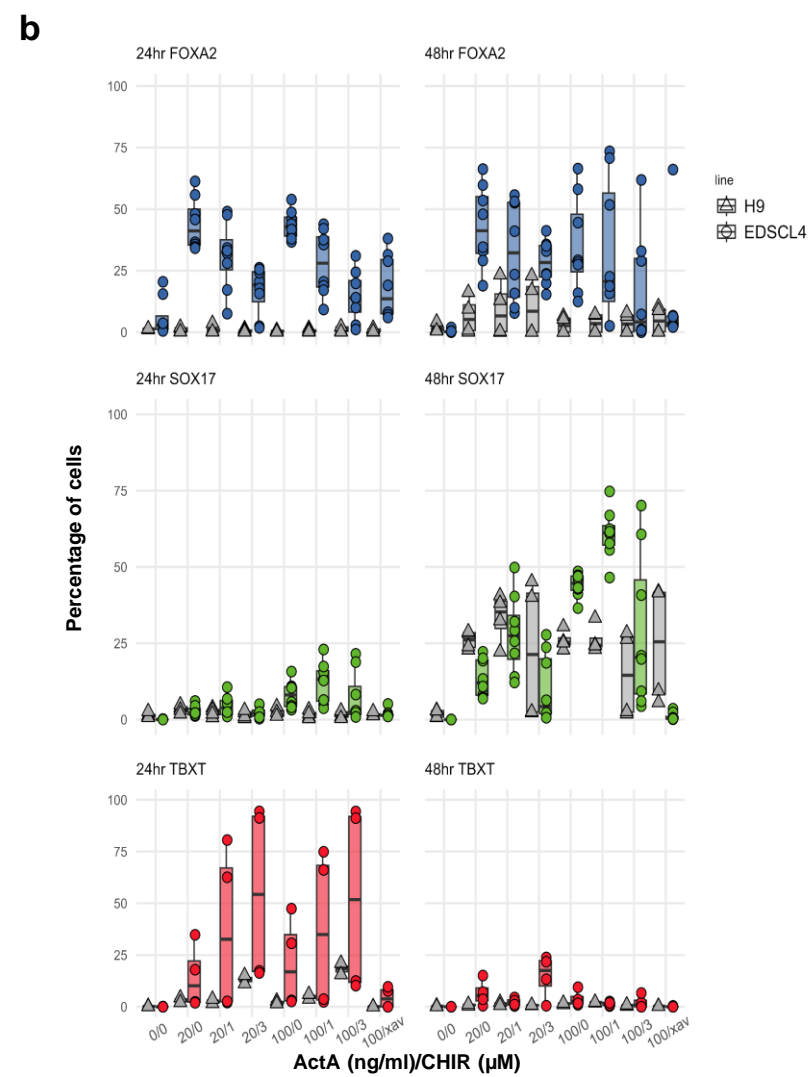 b
24hr FOXA2
48hr FOXA2
100
75
50
25
0
line
H9
EDSCL4
24hr SOX17
48hr SOX17
100
75
50
25
0
Percentage of cells
24hr TBXT
48hr TBXT
100
75
50
25
0
0/0 20/0 20/1 20/3 100/0 100/1 100/3 100/xav
0/0 20/0 20/1 20/3 100/0 100/1 100/3 100/xav
ActA (ng/ml)/CHIR (µM)